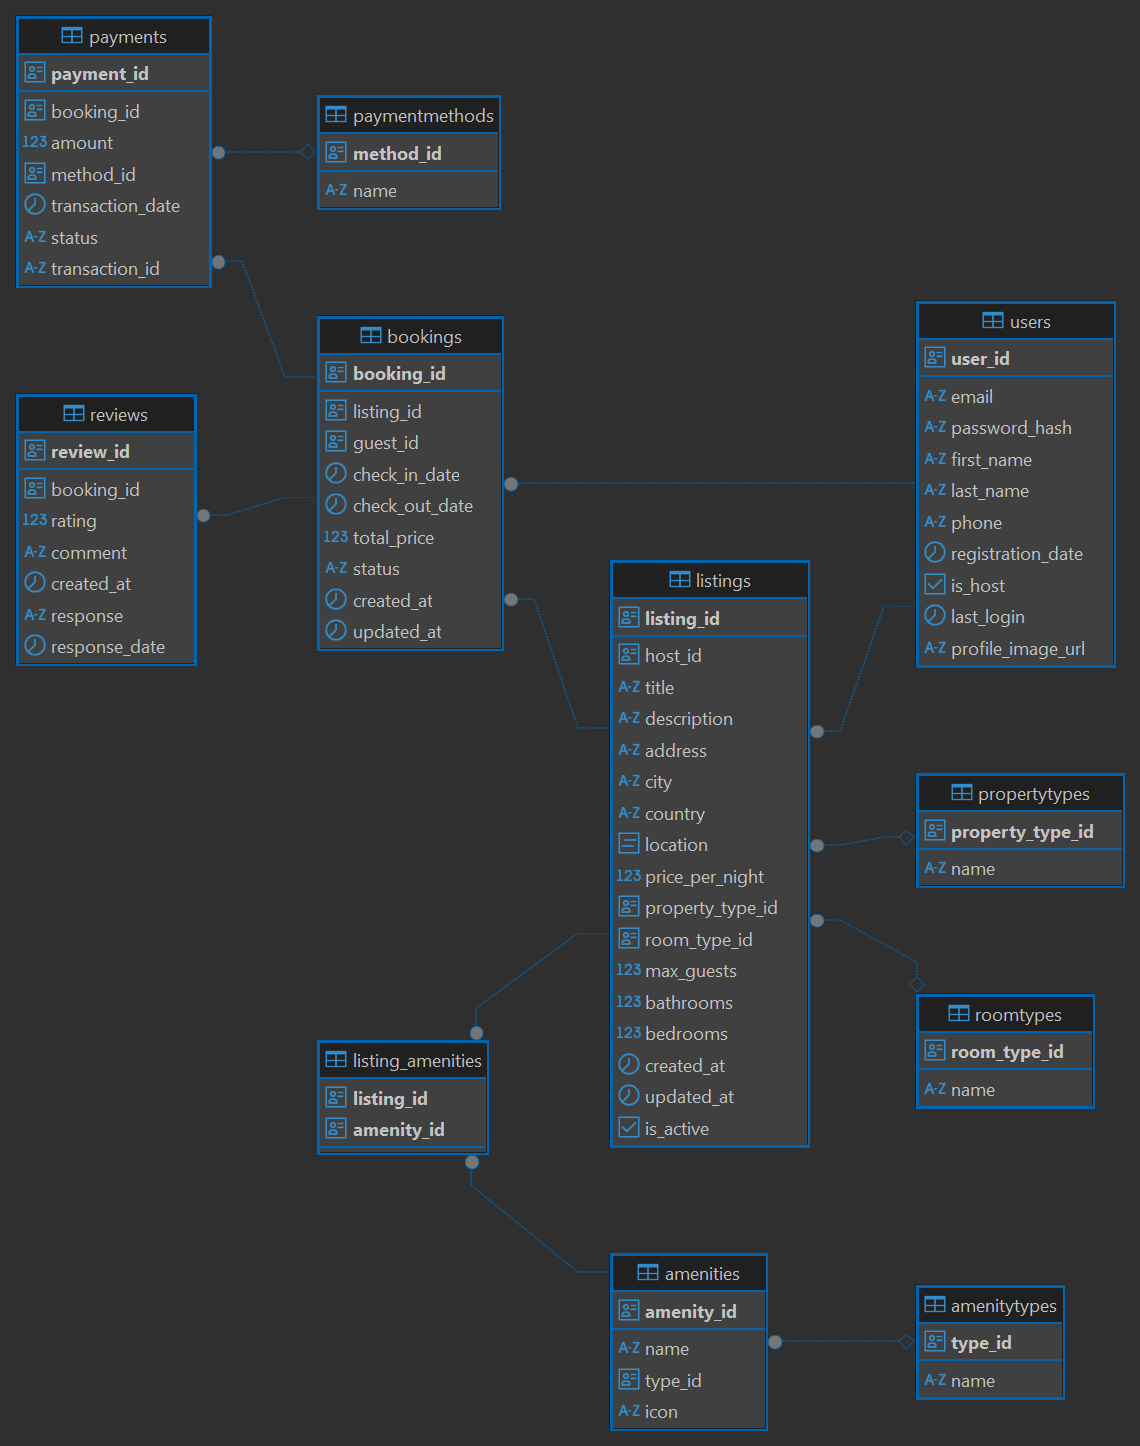 payments
payment_id
booking_id
123 amount
method_id
transaction_date
A-Z status
A-Z transaction_id
paymentmethods
method_id
A-Z name
bookings
booking_id
listing_id
guest_id
check_in_date
check_out_date
123 total_price
A-Z status
created_at
updated_at
users
user_id
A-Z email
A-Z password_hash
A-Z first_name
A-Z last_name
A-Z phone
registration_date
is_host
last_login
A-Z profile_image_url
reviews
review_id
booking_id
123 rating
A-Z comment
created_at
A-Z response
response_date
listings
listing_id
host_id
A-Z title
A-Z description
A-Z address
A-Z city
A-Z country
location
123 price_per_night
property_type_id
room_type_id
123 max_guests
123 bathrooms
123 bedrooms
created_at
updated_at
is_active
propertytypes
property_type_id
A-Z name
roomtypes
room_type_id
A-Z name
listing_amenities
listing_id
amenity_id
amenities
amenity_id
A-Z name
type_id
A-Z icon
amenitytypes
type_id
A-Z name